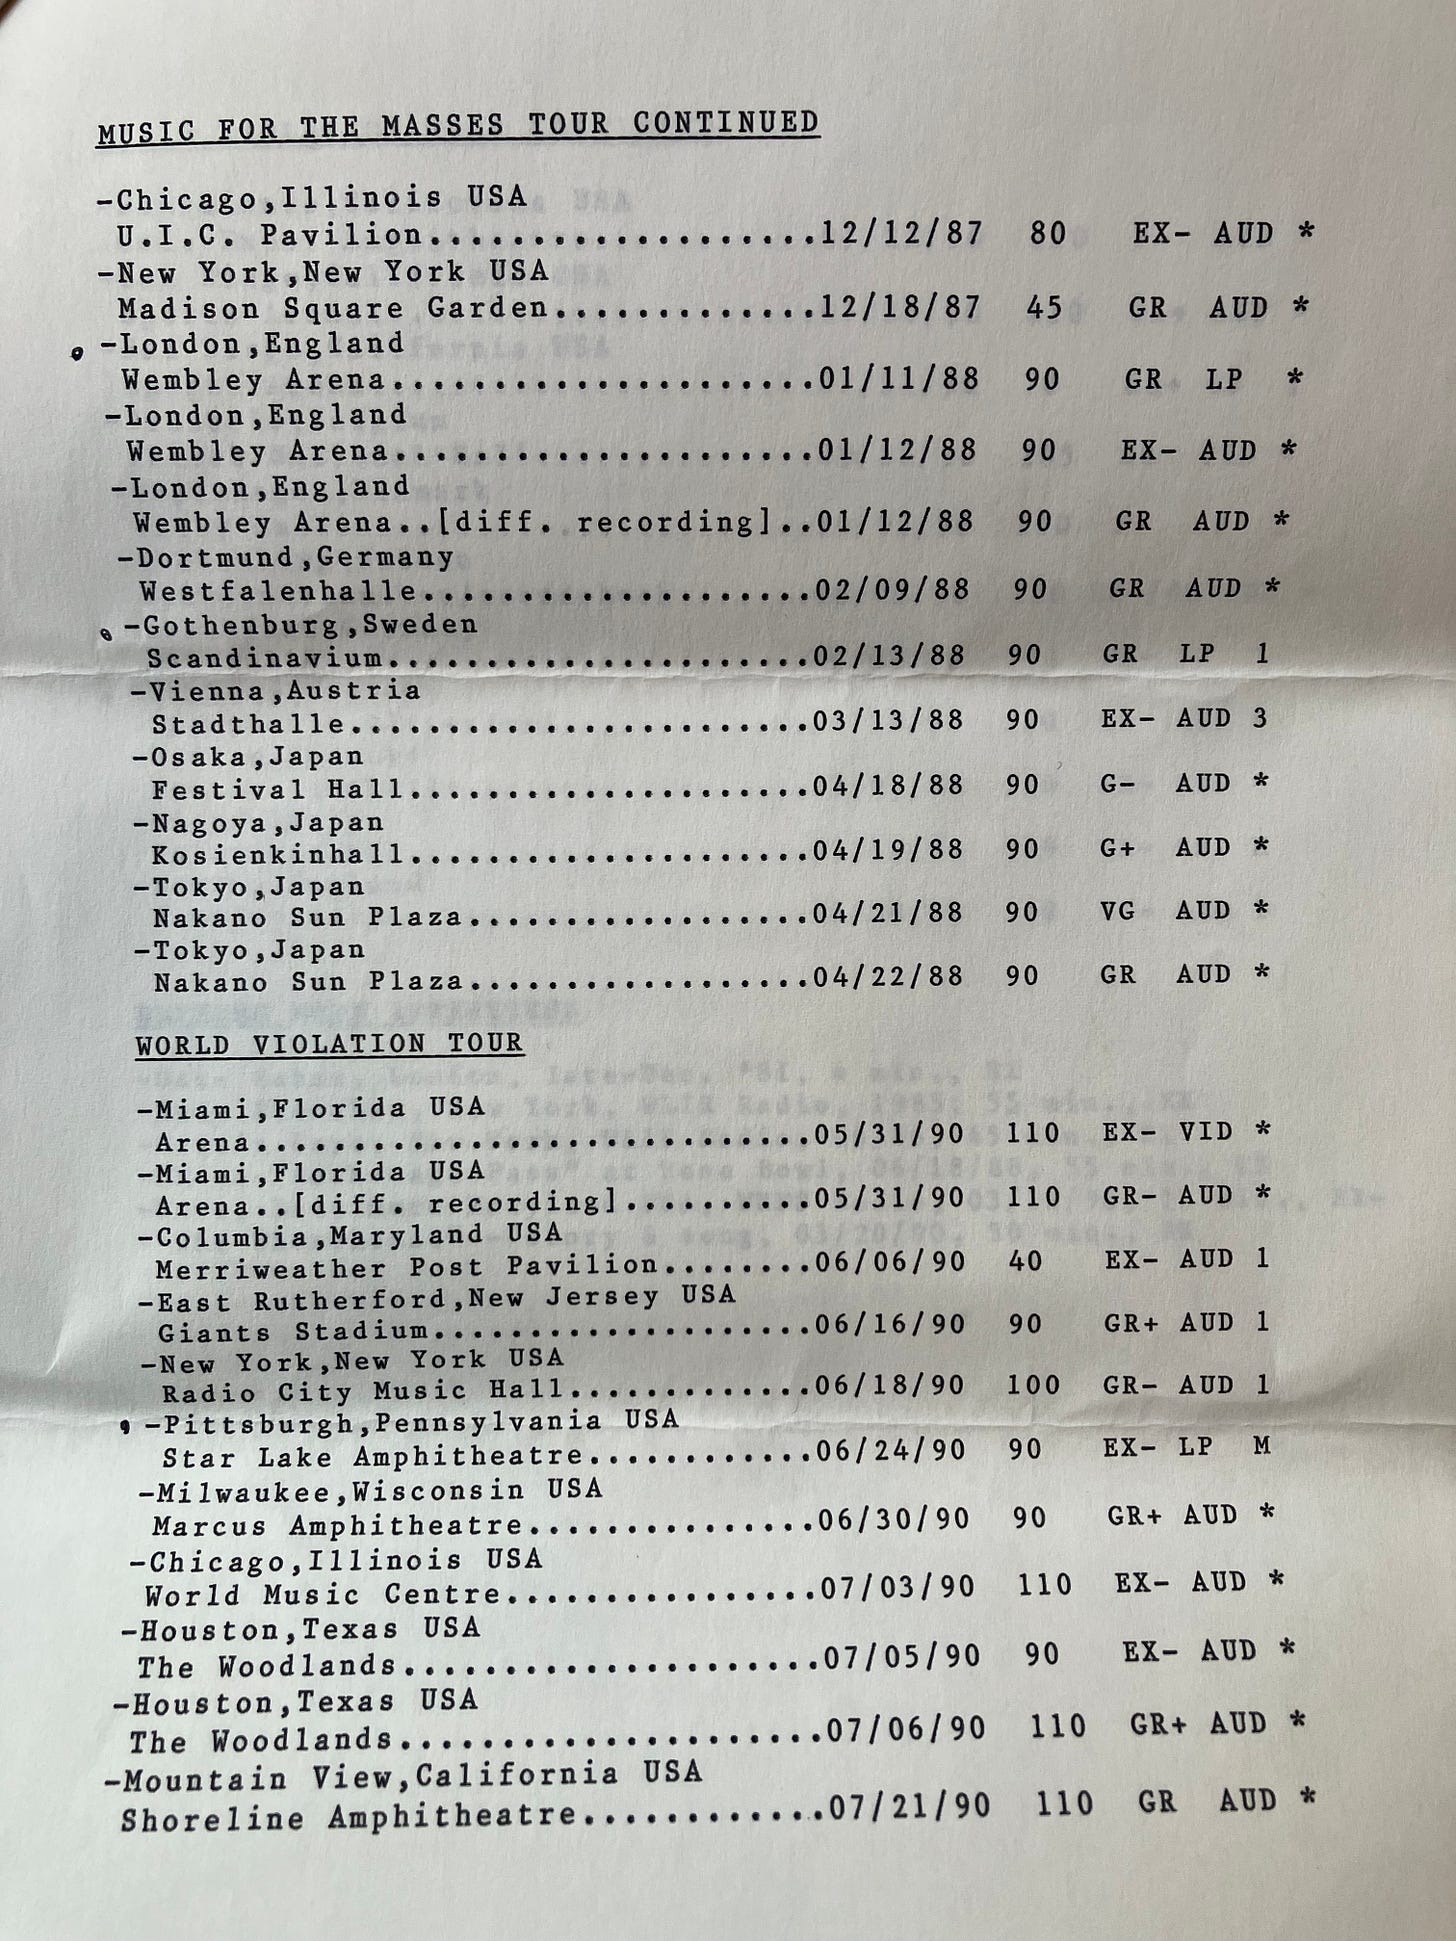 MUSIC FOR THE MASSES TOUR CONTINUED
-Chicago,Illinois USA
U.I.C. Pavilion...................12/12/87 80 EX- AUD *
-New York,New York USA
Madison Square Garden.............12/18/87 45 GR AUD *
-London,England
Wembley Arena.....................01/11/88 90 GR LP *
-London,England
Wembley Arena.....................01/12/88 90 EX- AUD *
-London,England
Wembley Arena..[diff. recording]..01/12/88 90 GR AUD *
-Dortmund,Germany
Westfalenhalle....................02/09/88 90 GR AUD *
-Gothenburg,Sweden
Scandinavium......................02/13/88 90 GR LP 1
-Vienna,Austria
Stadthalle........................03/13/88 90 EX- AUD 3
-Osaka,Japan
Festival Hall.....................04/18/88 90 G- AUD *
-Nagoya,Japan
Kosienkinhall.....................04/19/88 90 G+ AUD *
-Tokyo,Japan
Nakano Sun Plaza..................04/21/88 90 VG AUD *
-Tokyo,Japan
Nakano Sun Plaza..................04/22/88 90 GR AUD *
WORLD VIOLATION TOUR
-Miami,Florida USA
Arena.............................05/31/90 110 EX- VID *
-Miami,Florida USA
Arena..[diff. recording]..........05/31/90 110 GR- AUD *
-Columbia,Maryland USA
Merriweather Post Pavilion........06/06/90 40 EX- AUD 1
-East Rutherford,New Jersey USA
Giants Stadium....................06/16/90 90 GR+ AUD 1
-New York,New York USA
Radio City Music Hall.............06/18/90 100 GR- AUD 1
-Pittsburgh,Pennsylvania USA
Star Lake Amphitheatre............06/24/90 90 EX- LP M
-Milwaukee,Wisconsin USA
Marcus Amphitheatre...............06/30/90 90 GR+ AUD *
-Chicago,Illinois USA
World Music Centre................07/03/90 110 EX- AUD *
-Houston,Texas USA
The Woodlands.....................07/05/90 90 EX- AUD *
-Houston,Texas USA
The Woodlands.....................07/06/90 110 GR+ AUD *
-Mountain View,California USA
Shoreline Amphitheatre............07/21/90 110 GR AUD *